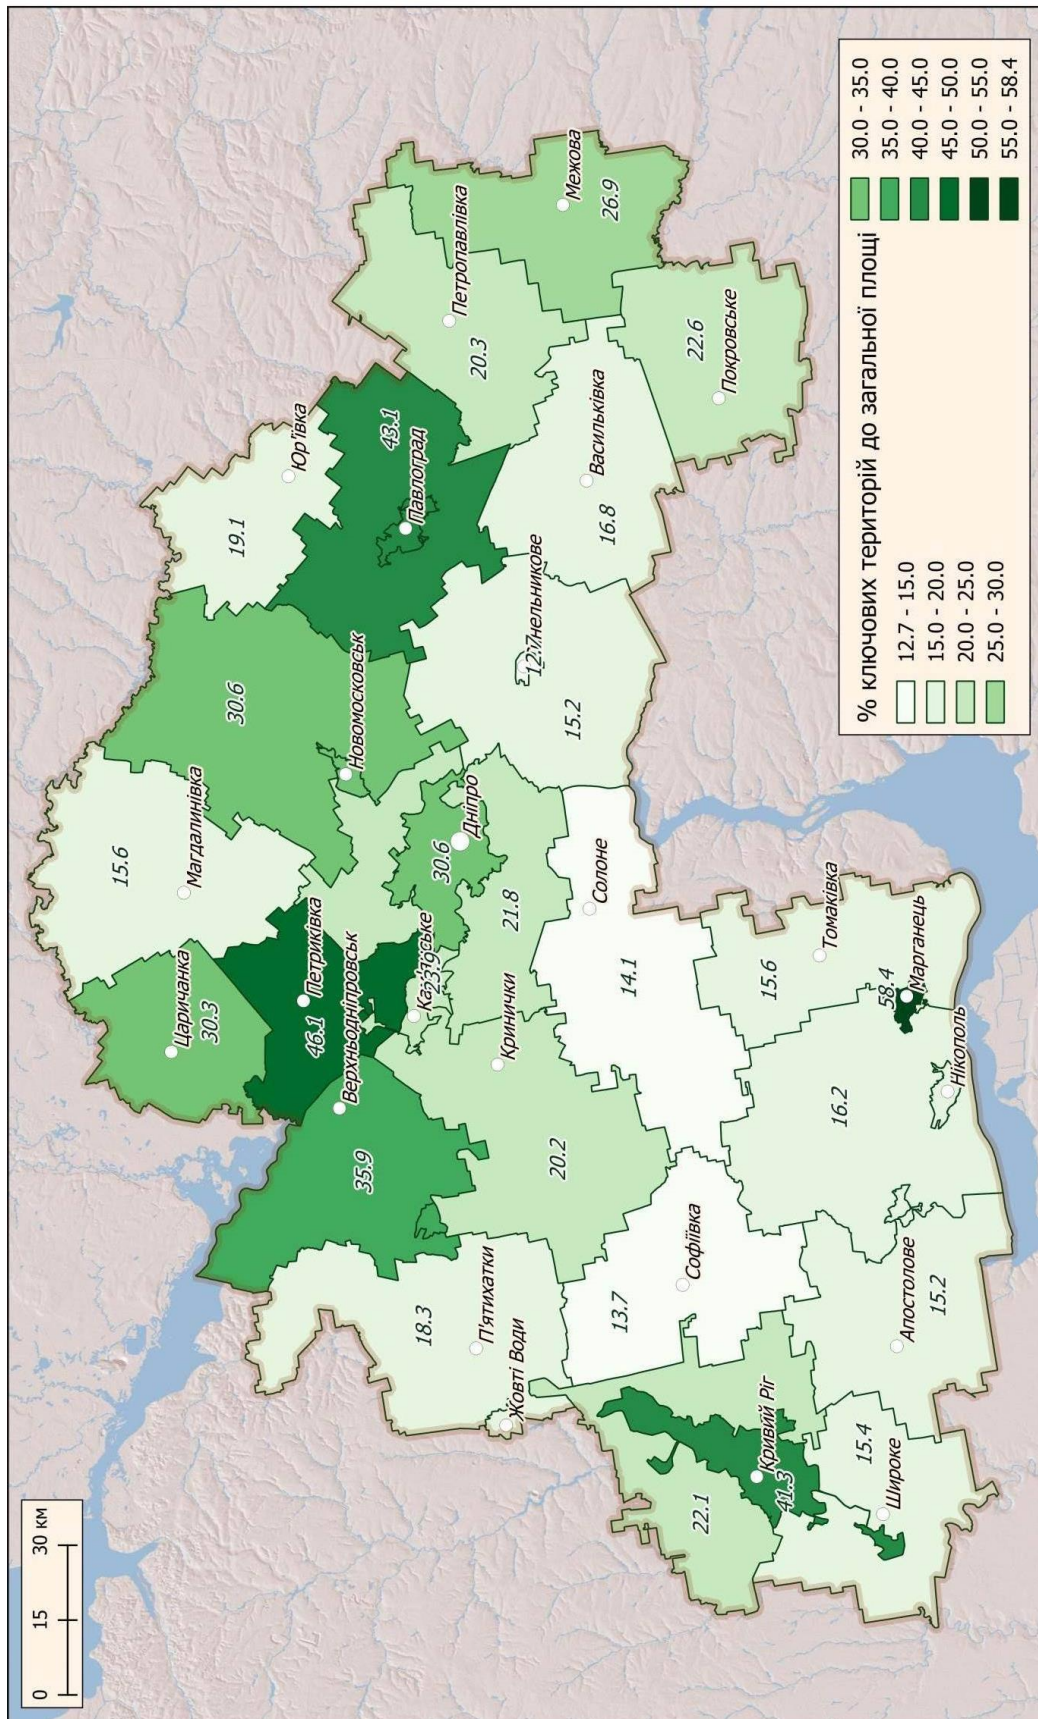 0 15 30 км
Царичанка
30.3
Магдалинівка
15.6
Юр'ївка
19.1
30.6
Петриківка
46.1
Верхньодніпровськ
35.9
Новомосковськ
Павлоград
43.1
Петропавлівка
20.3
Межова
26.9
Дніпро
30.6
23.9
21.8
Кринички
20.2
П'ятихатки
18.3
Жовті Води
12.7
15.2
Васильківка
16.8
Покровське
22.6
Солоне
14.1
Софіївка
13.7
Кривий Ріг
41.3
22.1
Широке
15.4
Апостолове
15.2
16.2
Нікополь
Марганець
58.4
Томаківка
15.6
% ключових територій до загальної площі
12.7 - 15.0
15.0 - 20.0
20.0 - 25.0
25.0 - 30.0
30.0 - 35.0
35.0 - 40.0
40.0 - 45.0
45.0 - 50.0
50.0 - 55.0
55.0 - 58.4